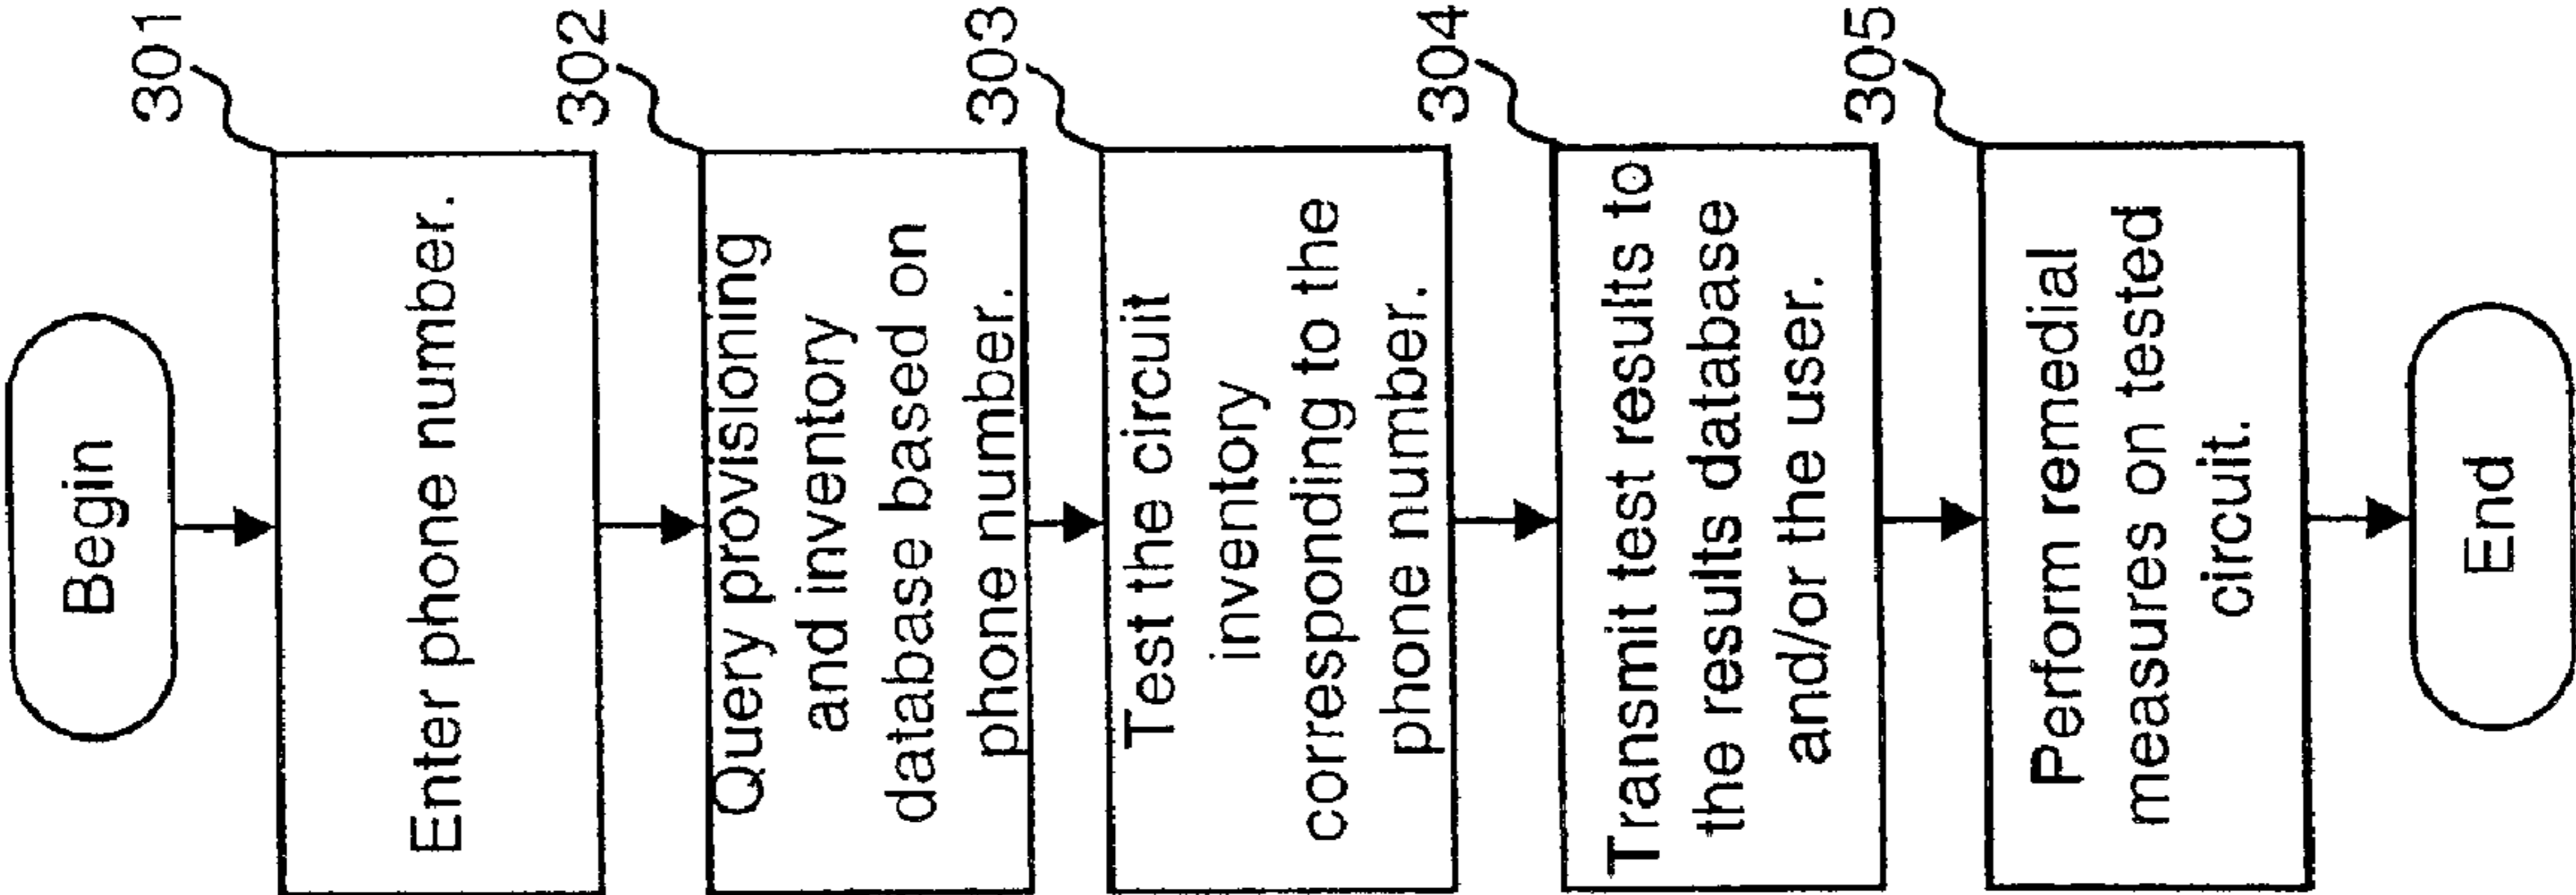 Begin
301
Enter phone number.
302
Query provisioning
and inventory
database based on
phone number.
303
Test the circuit
inventory
corresponding to the
phone number.
304
Transmit test results to
the results database
and/or the user.
305
Perform remedial
measures on tested
circuit.
End